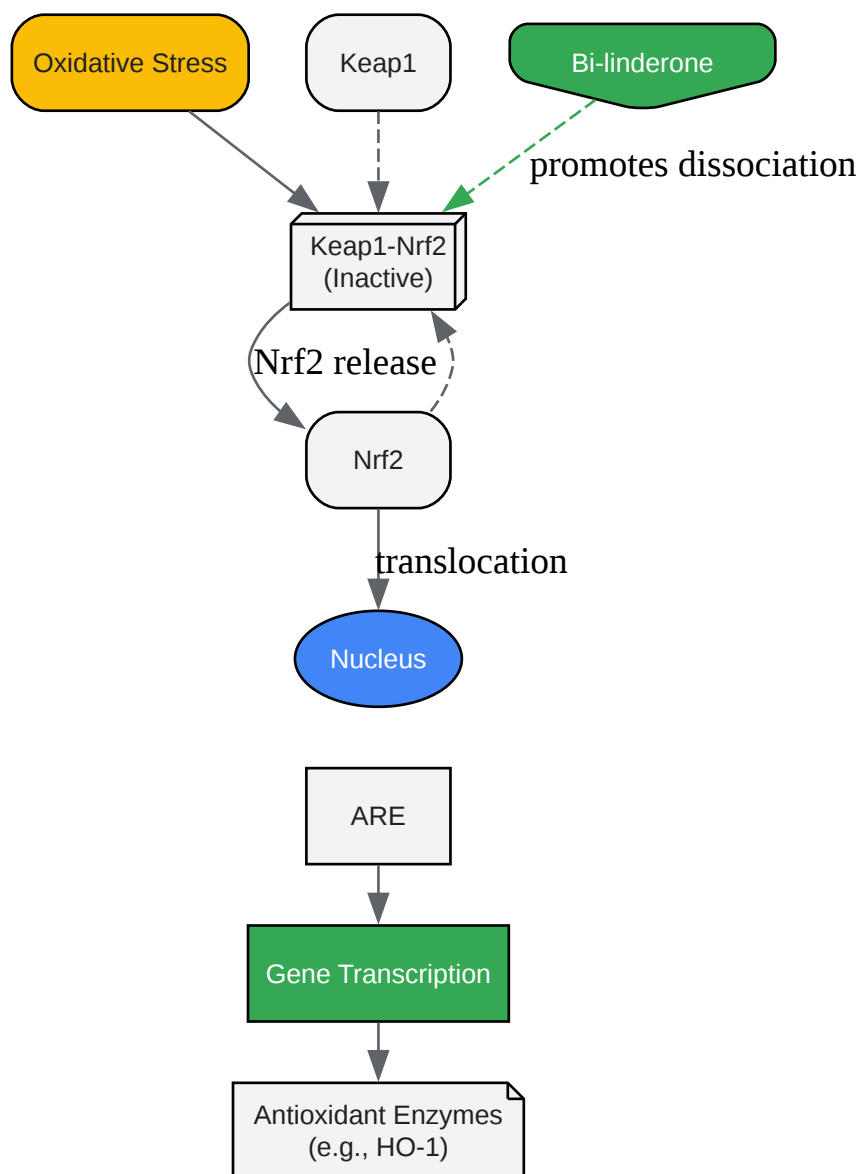 Oxidative Stress
Keap1
Bi-linderone
promotes dissociation
Keap1-Nrf2
(Inactive)
Nrf2 release
Nrf2
translocation
Nucleus
ARE
Gene Transcription
Antioxidant Enzymes
(e.g., HO-1)